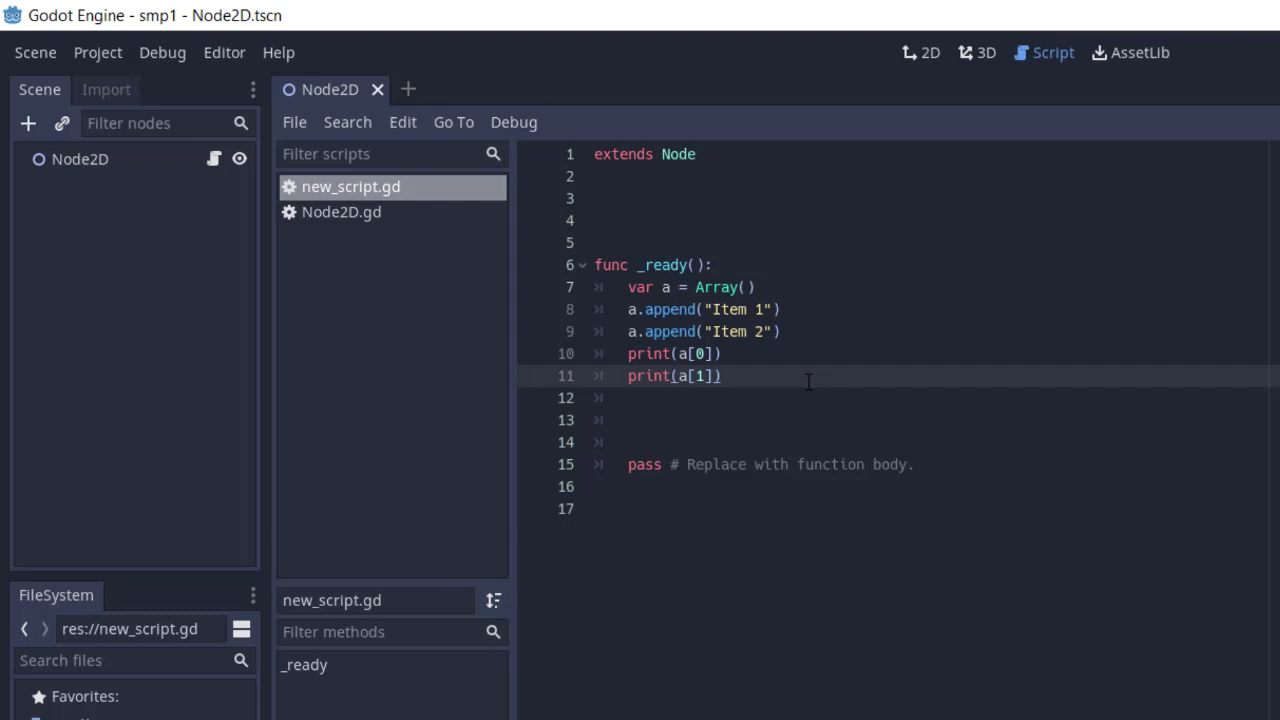 Godot Engine - smp1 - Node2D.tscn
Scene Project Debug Editor Help 2D 3D Script AssetLib
Scene Import Node2D
Filter nodes File Search Edit Go To Debug
Node2D
Filter scripts
new_script.gd
Node2D.gd
1 extends Node
2
3
4
5
6 func _ready():
7 var a = Array()
8 a.append("Item 1")
9 a.append("Item 2")
10 print(a[0])
11 print(a[1])
12
13
14
15 pass # Replace with function body.
16
17
FileSystem
res://new_script.gd
Search files
Favorites:
new_script.gd
Filter methods
_ready